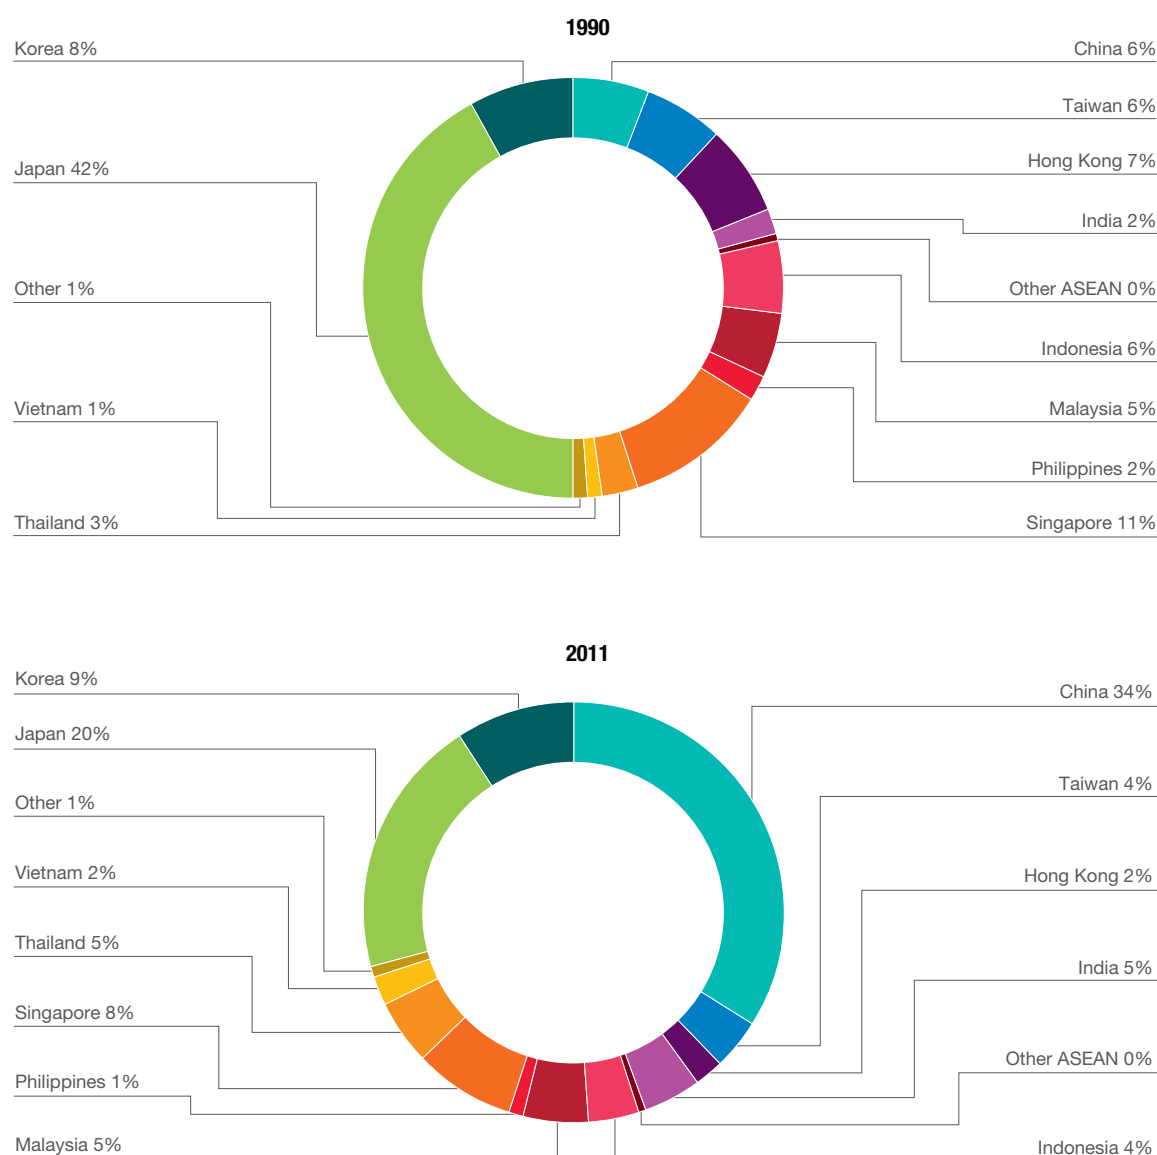 1990
Korea 8%
China 6%
Taiwan 6%
Japan 42%
Hong Kong 7%
India 2%
Other 1%
Other ASEAN 0%
Indonesia 6%
Vietnam 1%
Malaysia 5%
Philippines 2%
Thailand 3%
Singapore 11%
2011
Korea 9%
China 34%
Japan 20%
Taiwan 4%
Other 1%
Vietnam 2%
Hong Kong 2%
Thailand 5%
India 5%
Singapore 8%
Other ASEAN 0%
Philippines 1%
Malaysia 5%
Indonesia 4%